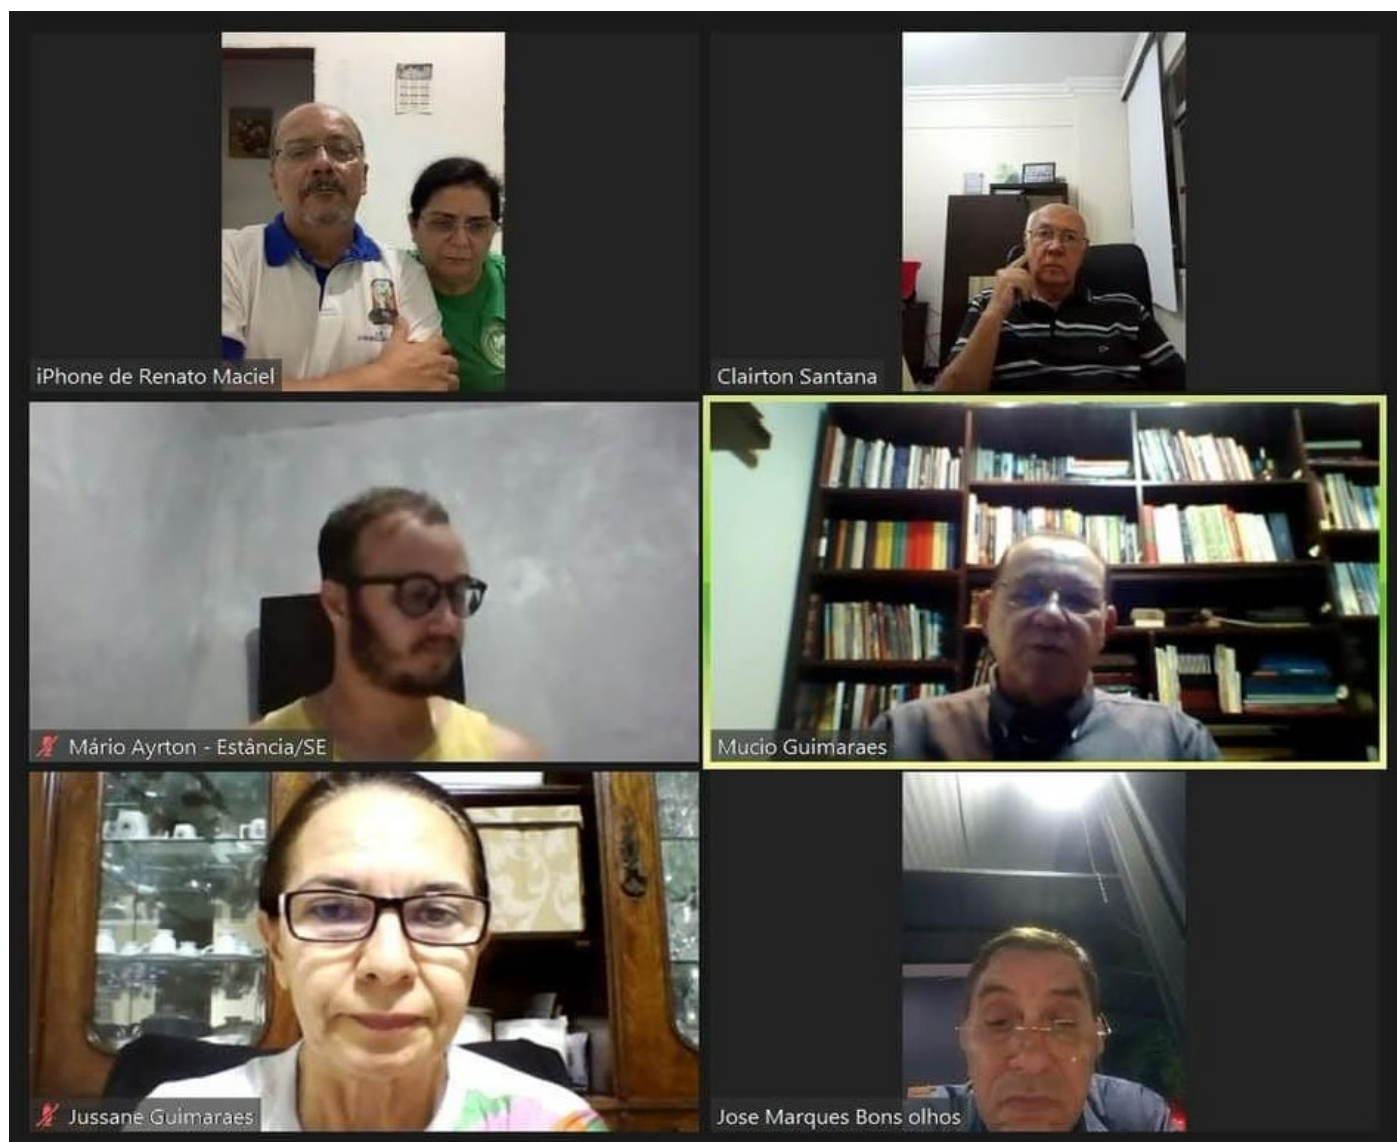 iPhone de Renato Maciel
Clairton Santana
Mário Ayrton - Estância/SE
Mucio Guimaraes
Jussane Guimaraes
Jose Marques Bons olhos